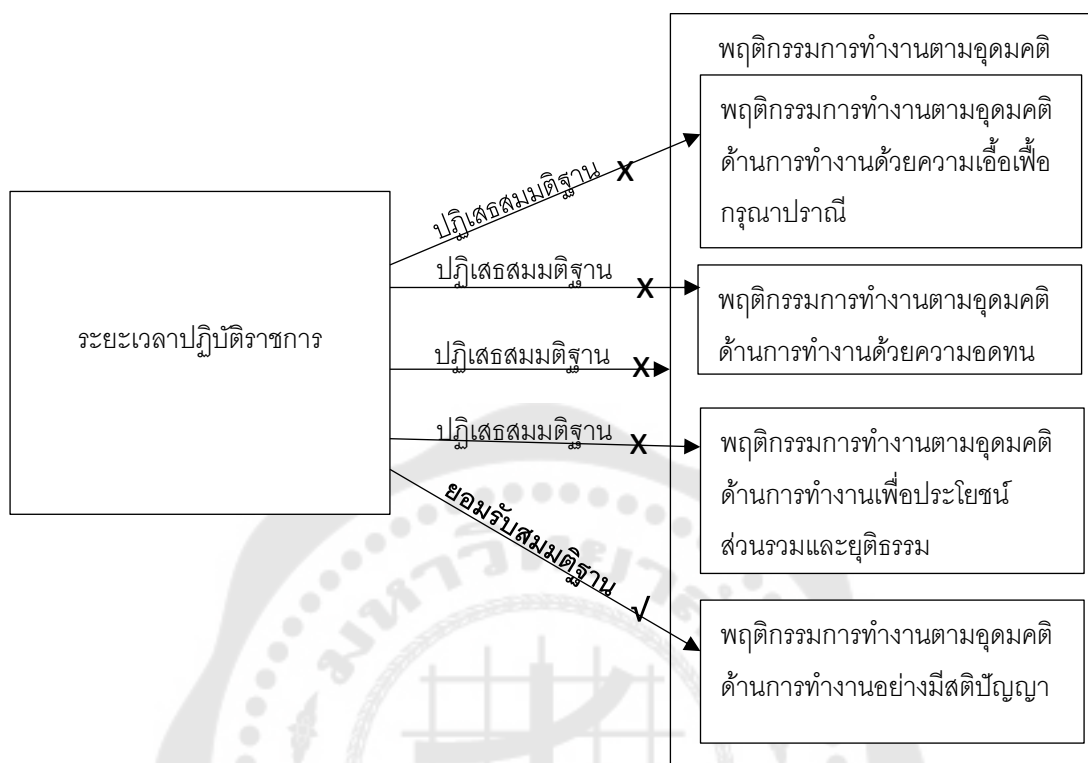 พฤติกรรมการทำงานตามอุดมคติ
พฤติกรรมการทำงานตามอุดมคติ
ด้านการทำงานด้วยความเอื้อเฟื้อ
กรุณาปราณี
ปฏิเสธสมมติฐาน X
ปฏิเสธสมมติฐาน X
พฤติกรรมการทำงานตามอุดมคติ
ด้านการทำงานด้วยความอดทน
ระยะเวลาปฏิบัติราชการ
ปฏิเสธสมมติฐาน X
ปฏิเสธสมมติฐาน X
พฤติกรรมการทำงานตามอุดมคติ
ด้านการทำงานเพื่อประโยชน์
ส่วนรวมและยุติธรรม
ยอมรับสมมติฐาน √
พฤติกรรมการทำงานตามอุดมคติ
ด้านการทำงานอย่างมีสติปัญญา